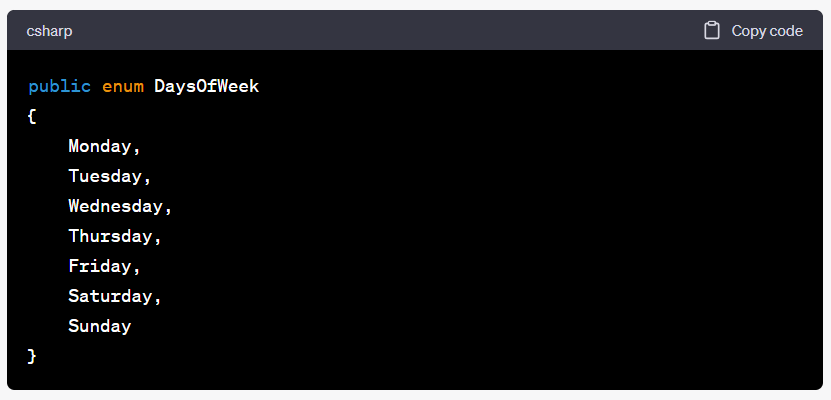 csharp
Copy code
public enum DaysOfWeek
{
    Monday,
    Tuesday,
    Wednesday,
    Thursday,
    Friday,
    Saturday,
    Sunday
}